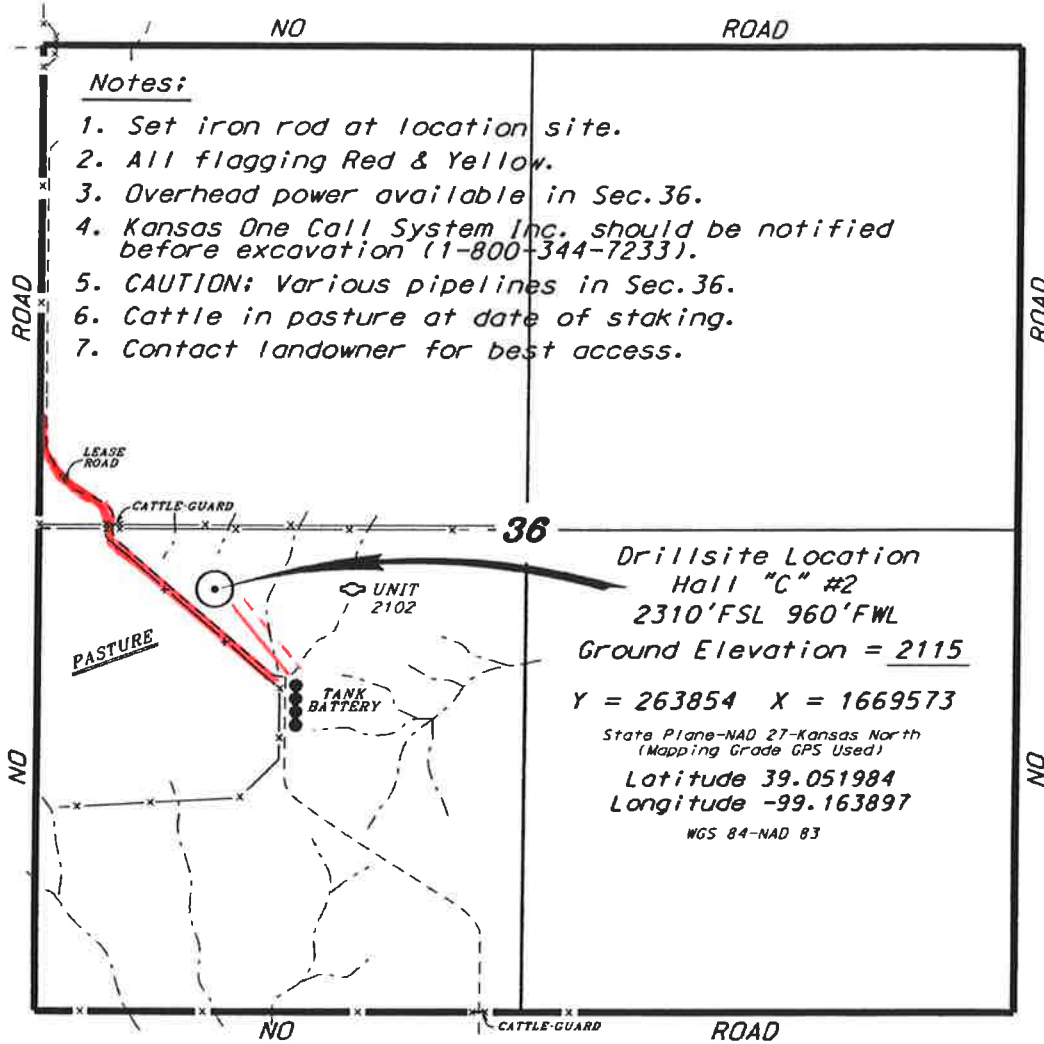 NO ROAD
Notes:
1. Set iron rod at location site.
2. All flagging Red & Yellow.
3. Overhead power available in Sec.36.
4. Kansas One Call System Inc. should be notified
before excavation (1-800-344-7233).
5. CAUTION: Various pipelines in Sec.36.
6. Cattle in pasture at date of staking.
7. Contact landowner for best access.
ROAD
ROAD
LEASE
ROAD
CATTLE-GUARD
36
Drillsite Location
Hall "C" #2
2310'FSL 960'FWL
Ground Elevation = 2115
Y = 263854 X = 1669573
State Plane-NAD 27-Kansas North
(Mapping Grade GPS Used)
Latitude 39.051984
Longitude -99.163897
WGS 84-NAD 83
UNIT
2102
PASTURE
TANK
BATTERY
NO
NO
CATTLE-GUARD
NO ROAD